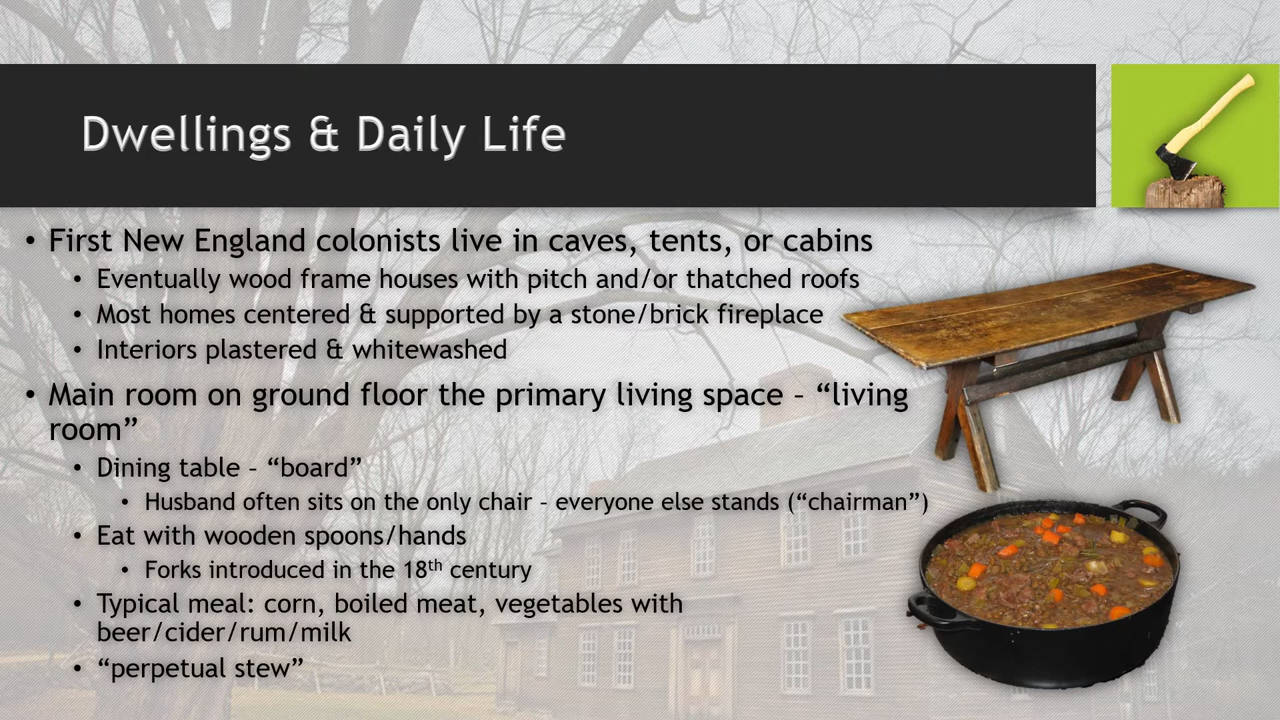 Dwellings & Daily Life
• First New England colonists live in caves, tents, or cabins
• Eventually wood frame houses with pitch and/or thatched roofs
• Most homes centered & supported by a stone/brick fireplace
• Interiors plastered & whitewashed
• Main room on ground floor the primary living space – “living
room”
• Dining table – “board”
• Husband often sits on the only chair – everyone else stands (“chairman”)
• Eat with wooden spoons/hands
• Forks introduced in the 18th century
• Typical meal: corn, boiled meat, vegetables with
beer/cider/rum/milk
• “perpetual stew”